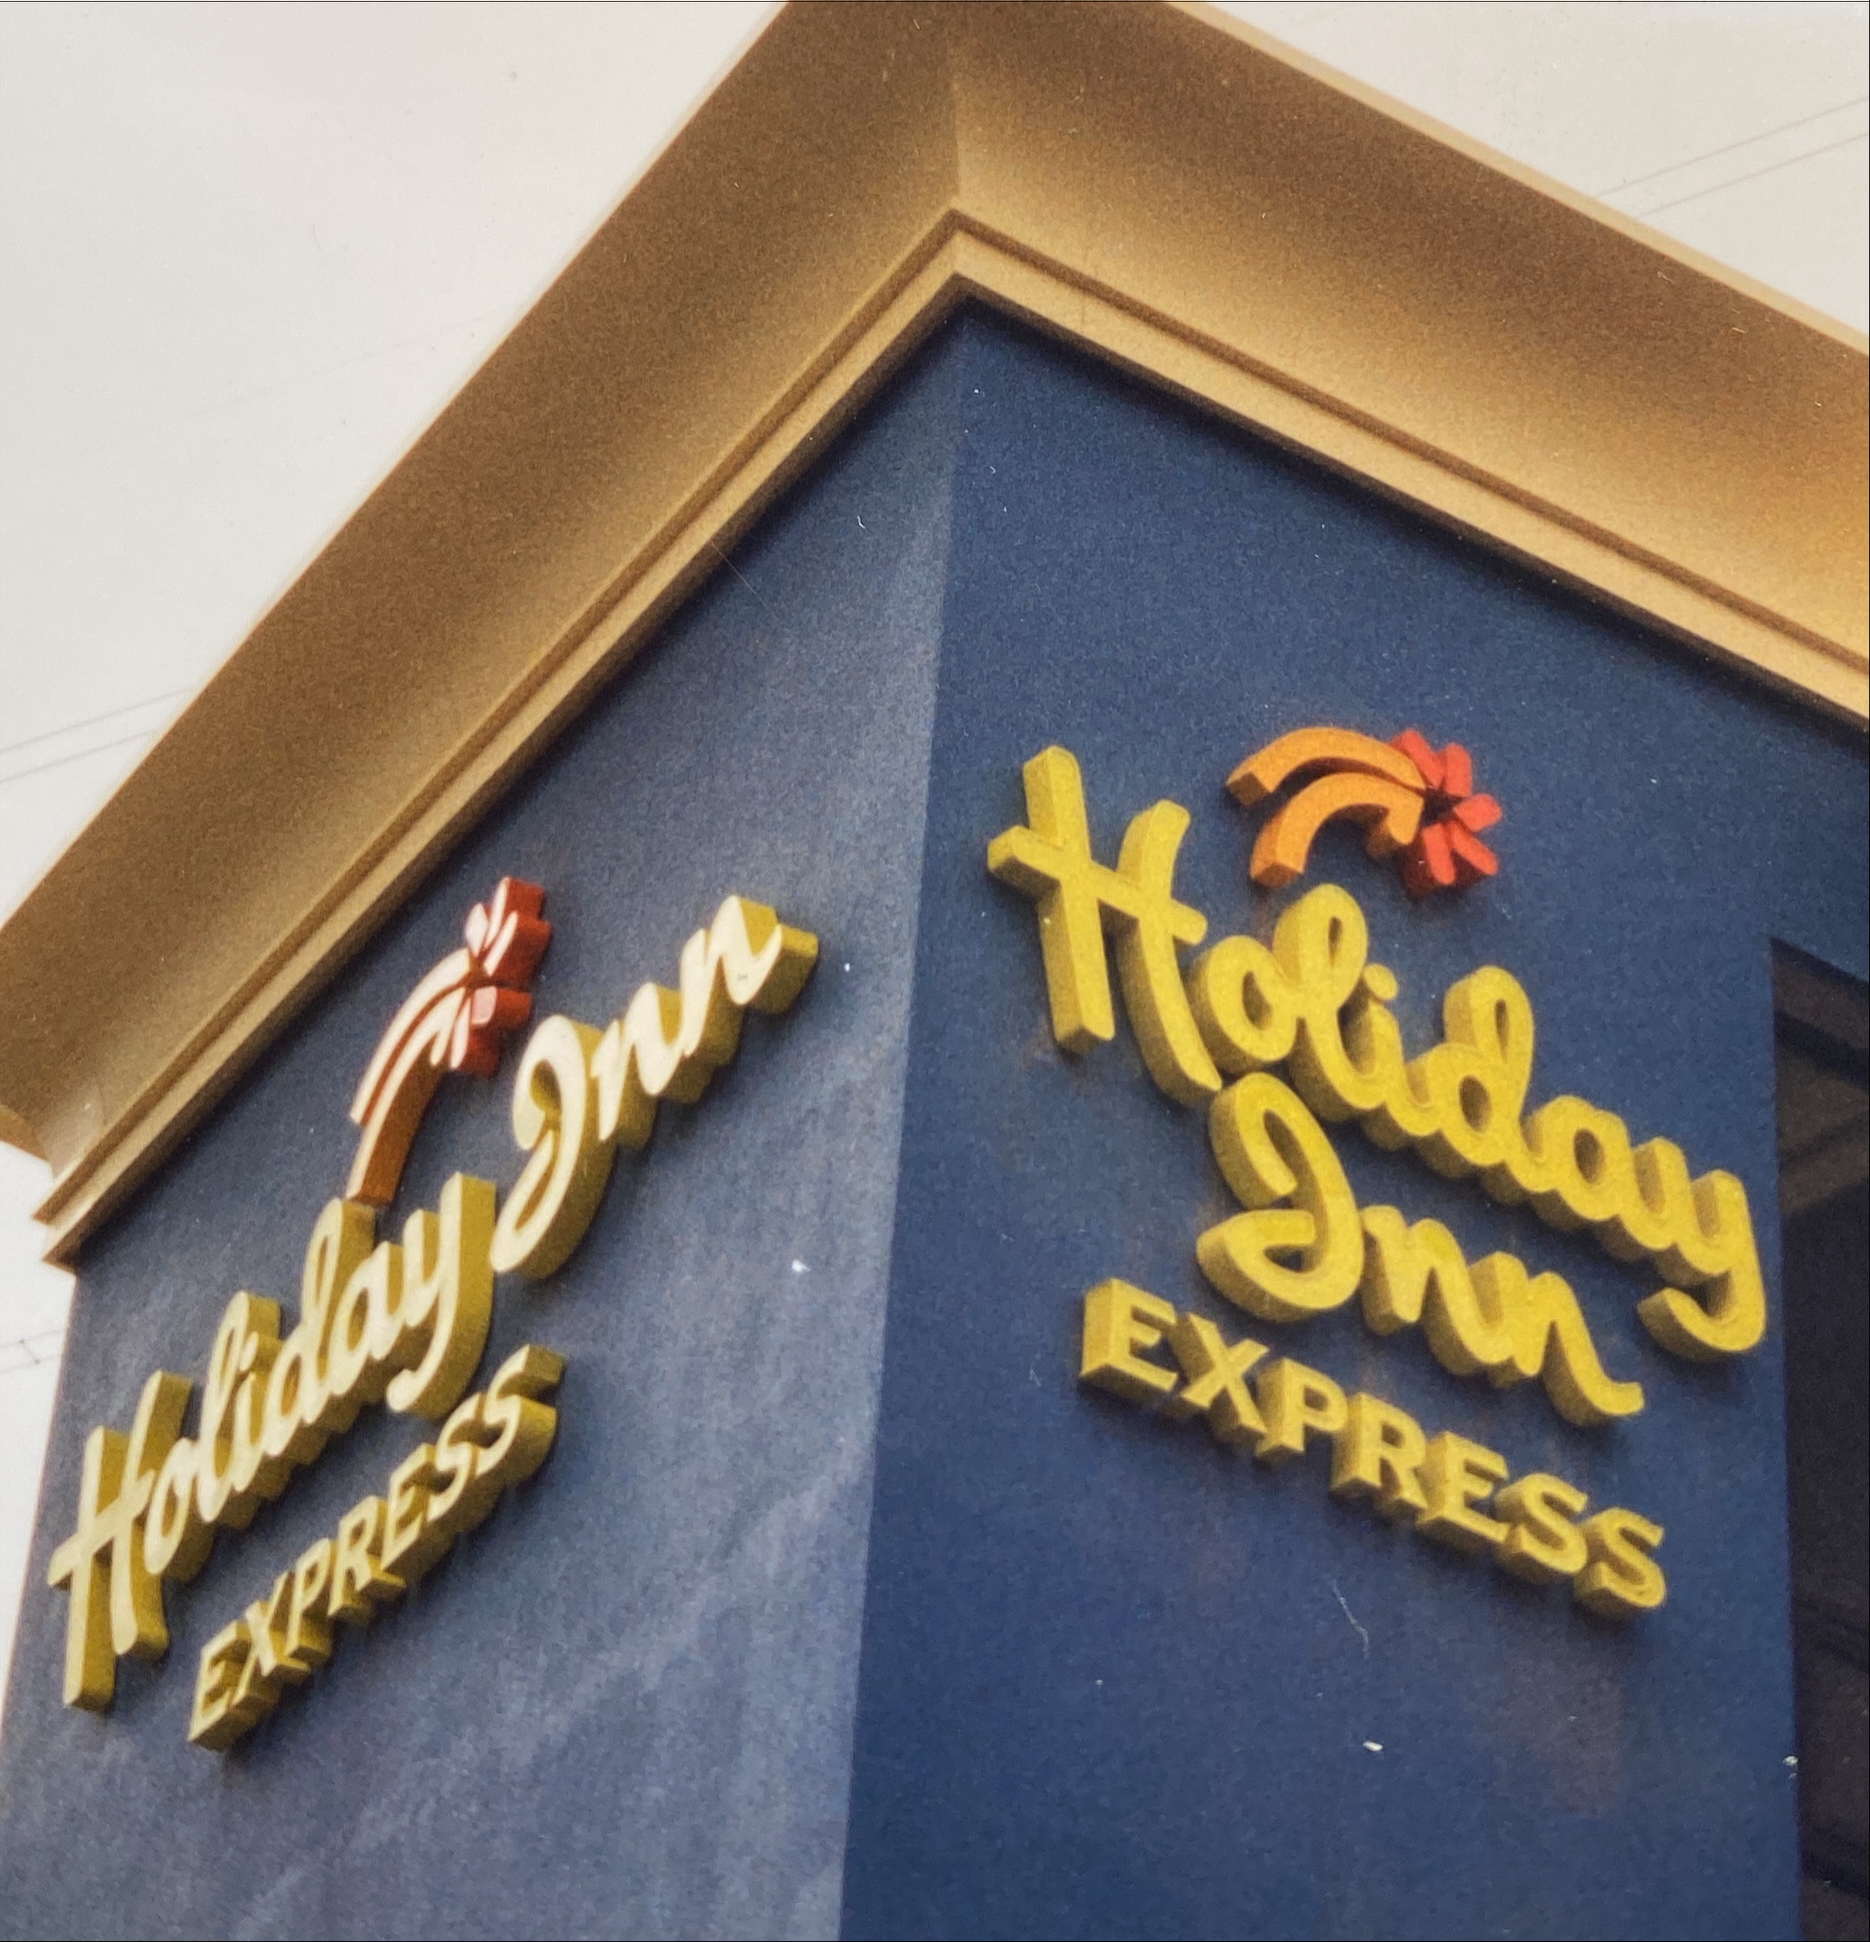 Holiday Inn
EXPRESS
Holiday
Inn
EXPRESS